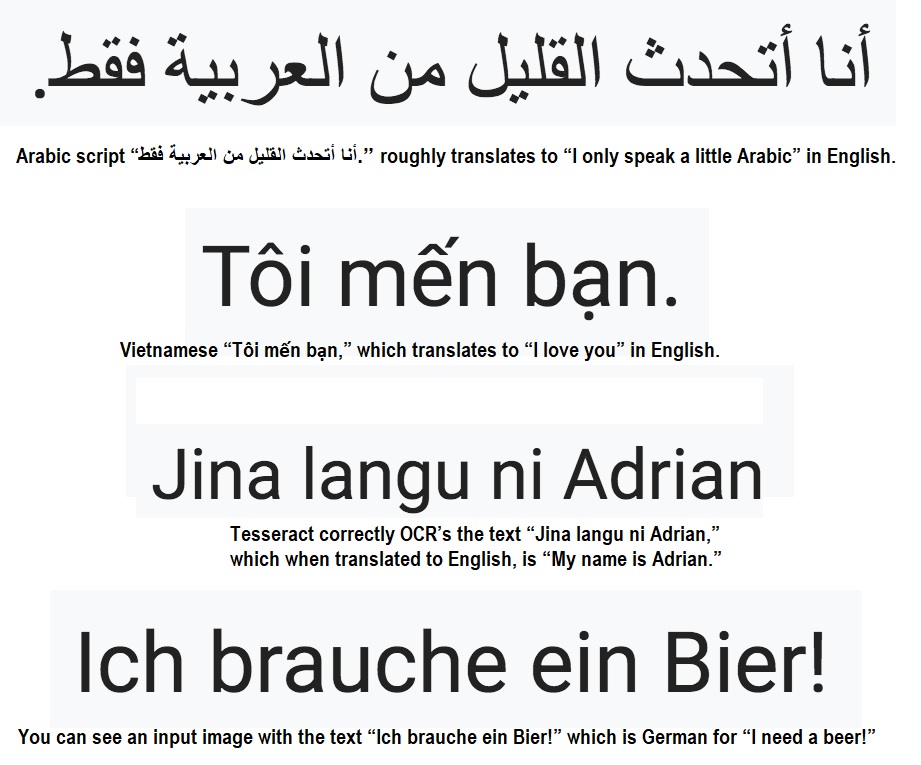 أنا أتحدث القليل من العربية فقط.
Arabic script “أنا أتحدث القليل من العربية فقط.” roughly translates to “I only speak a little Arabic” in English.
Tôi mến bạn.
Vietnamese “Tôi mến bạn,” which translates to “I love you” in English.
Jina langu ni Adrian
Tesseract correctly OCR’s the text “Jina langu ni Adrian,”
which when translated to English, is “My name is Adrian.”
Ich brauche ein Bier!
You can see an input image with the text “Ich brauche ein Bier!” which is German for “I need a beer!”